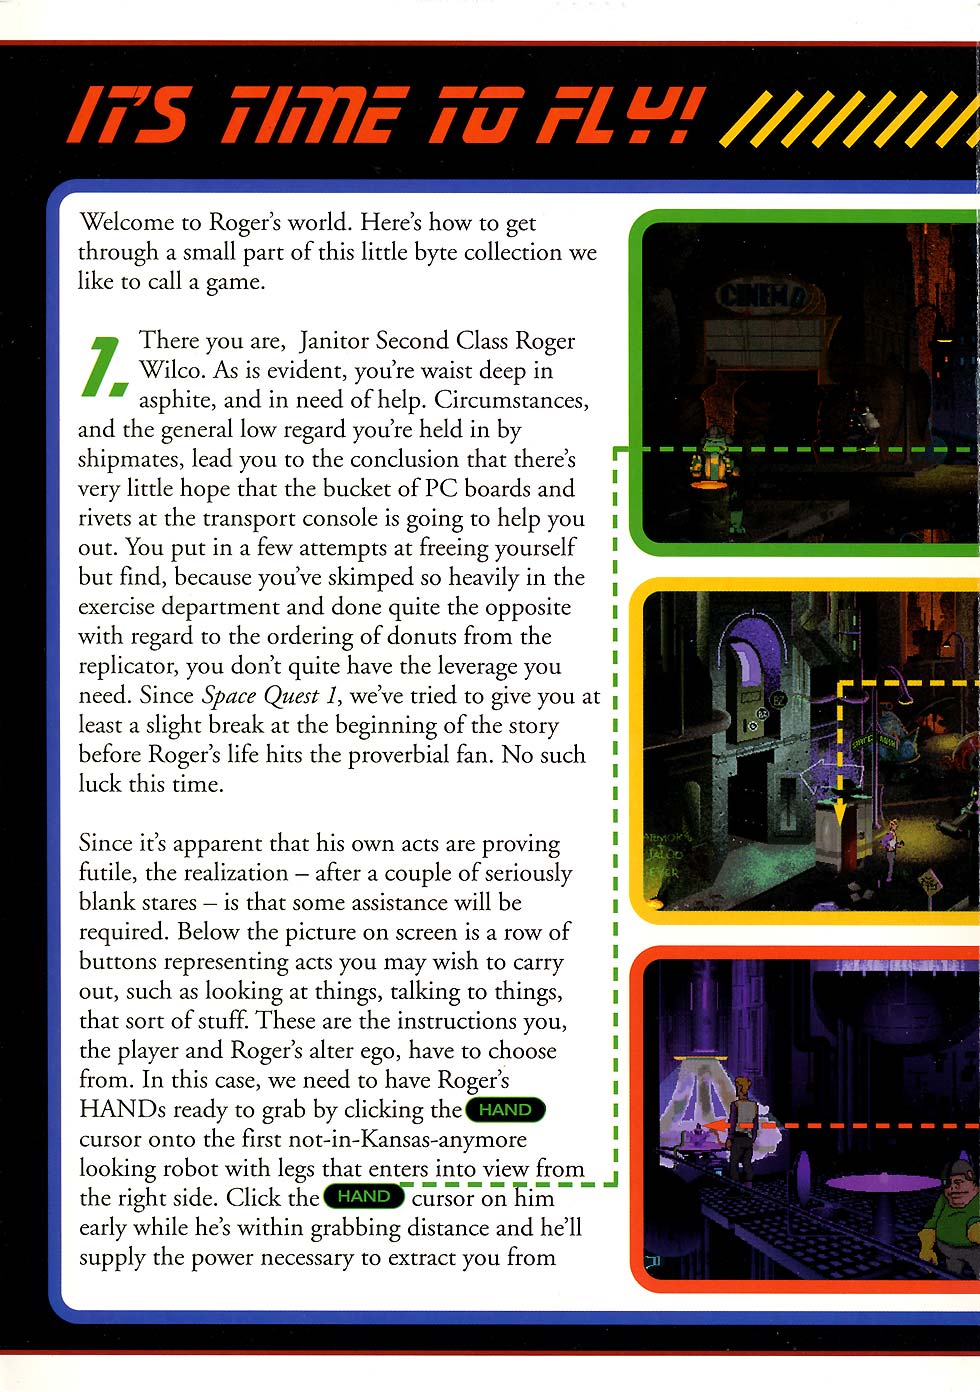 IT'S TIME TO FLY!
Welcome to Roger's world. Here's how to get
through a small part of this little byte collection we
like to call a game.
1. There you are, Janitor Second Class Roger
Wilco. As is evident, you're waist deep in
asphite, and in need of help. Circumstances,
and the general low regard you're held in by
shipmates, lead you to the conclusion that there's
very little hope that the bucket of PC boards and
rivets at the transport console is going to help you
out. You put in a few attempts at freeing yourself
but find, because you've skimped so heavily in the
exercise department and done quite the opposite
with regard to the ordering of donuts from the
replicator, you don't quite have the leverage you
need. Since Space Quest 1, we've tried to give you at
least a slight break at the beginning of the story
before Roger's life hits the proverbial fan. No such
luck this time.
Since it's apparent that his own acts are proving
futile, the realization – after a couple of seriously
blank stares – is that some assistance will be
required. Below the picture on screen is a row of
buttons representing acts you may wish to carry
out, such as looking at things, talking to things,
that sort of stuff. These are the instructions you,
the player and Roger's alter ego, have to choose
from. In this case, we need to have Roger's
HANDs ready to grab by clicking the HAND
cursor onto the first not-in-Kansas-anymore
looking robot with legs that enters into view from
the right side. Click the HAND cursor on him
early while he's within grabbing distance and he'll
supply the power necessary to extract you from
CINEMA
EVER